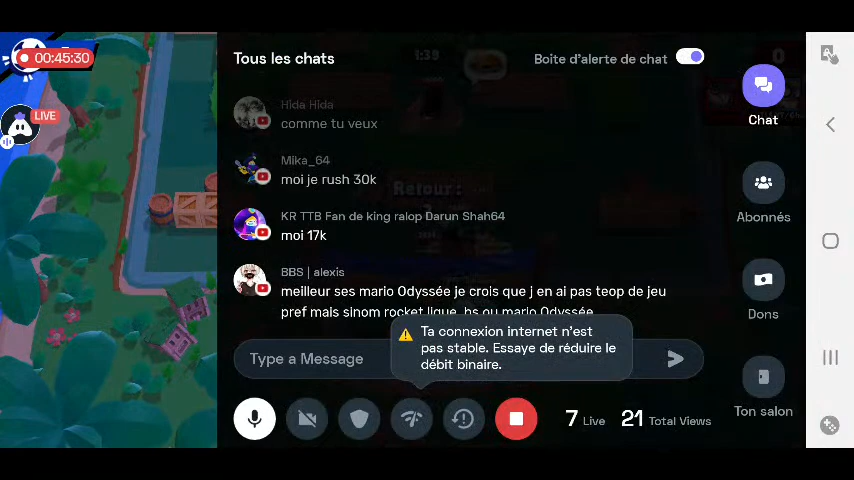 00:45:30
LIVE
Tous les chats
1:39
Boite d'alerte de chat
Hida Hida
comme tu veux
Mika_64
moi je rush 30k
Retour:
KR TTB Fan de king ralop Darun Shah64
moi 17k
BBS | alexis
meilleur ses mario Odyssée je crois que j en ai pas teop de jeu
pref mais sinom rocket ligue, hs ou mario Odyssée
Ta connexion internet n'est
pas stable. Essaye de réduire le
débit binaire.
Type a Message
7 Live 21 Total Views
Chat
Abonnés
Dons
Ton salon